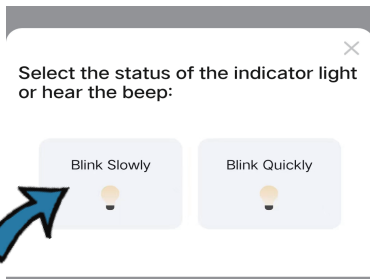 Select the status of the indicator light
or hear the beep:
Blink Slowly
Blink Quickly